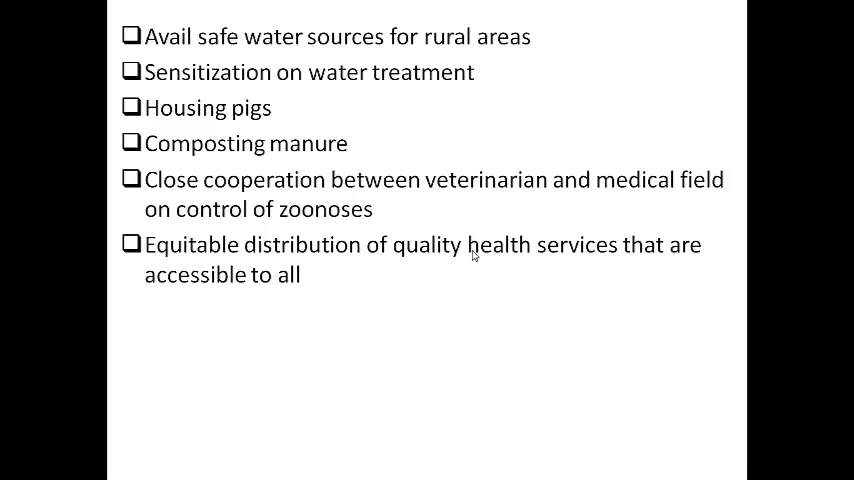 ❑Avail safe water sources for rural areas
❑Sensitization on water treatment
❑Housing pigs
❑Composting manure
❑Close cooperation between veterinarian and medical field
on control of zoonoses
❑Equitable distribution of quality health services that are
accessible to all